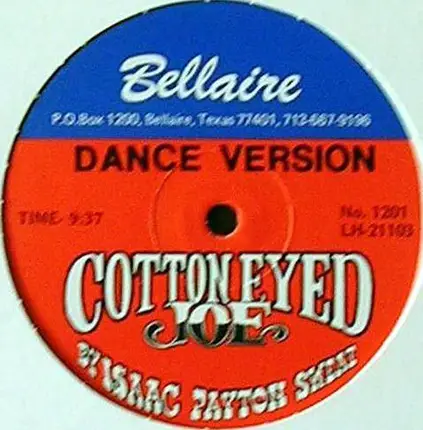 Bellaire
P.O.Box 1200, Bellaire, Texas 77401, 713-667-9196
DANCE VERSION
TIME- 9:37
No. 1201
LH-21103
COTTON EYED
JOE
BY ISAAC PAYTON SWEAT